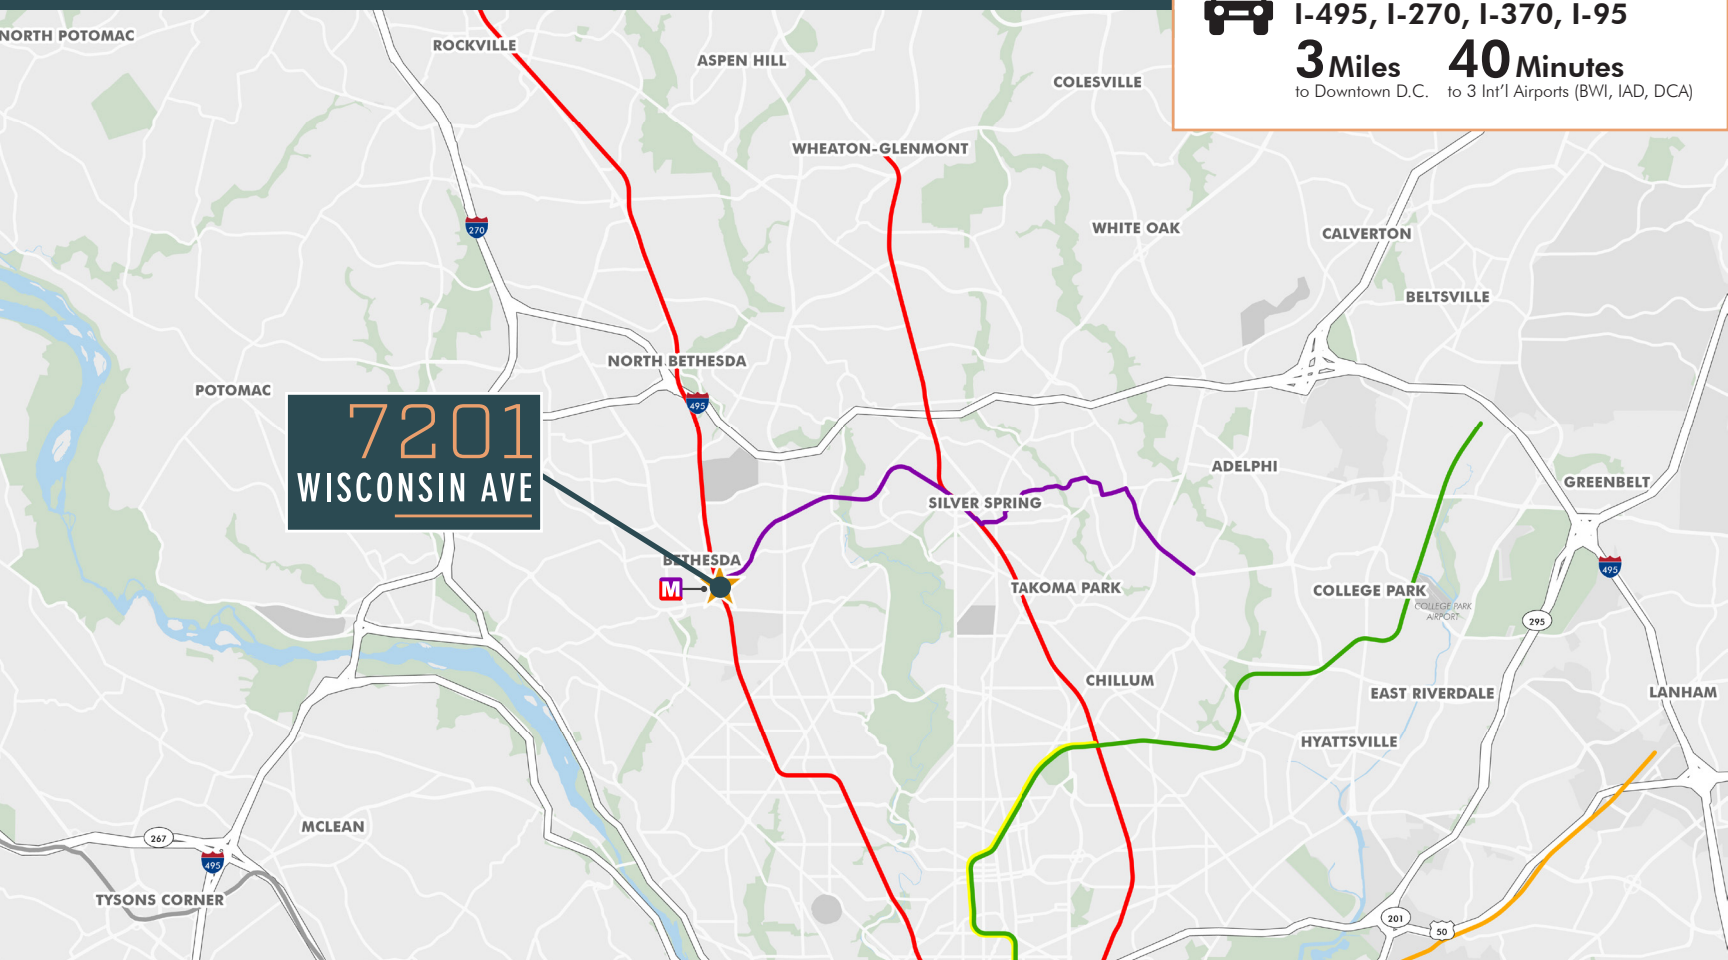 I-495, I-270, I-370, I-95
3 Miles 40 Minutes
to Downtown D.C. to 3 Int'l Airports (BWI, IAD, DCA)
NORTH POTOMAC
ROCKVILLE
ASPEN HILL
COLESVILLE
WHEATON-GLENMONT
270
WHITE OAK
CALVERTON
BELTSVILLE
NORTH BETHESDA
POTOMAC
495
7201
WISCONSIN AVE
ADELPHI
GREENBELT
SILVER SPRING
BETHESDA
M
TAKOMA PARK
COLLEGE PARK
495
COLLEGE PARK
AIRPORT
295
CHILLUM
EAST RIVERDALE
LANHAM
HYATTSVILLE
MCLEAN
267
495
TYSONS CORNER
201
50